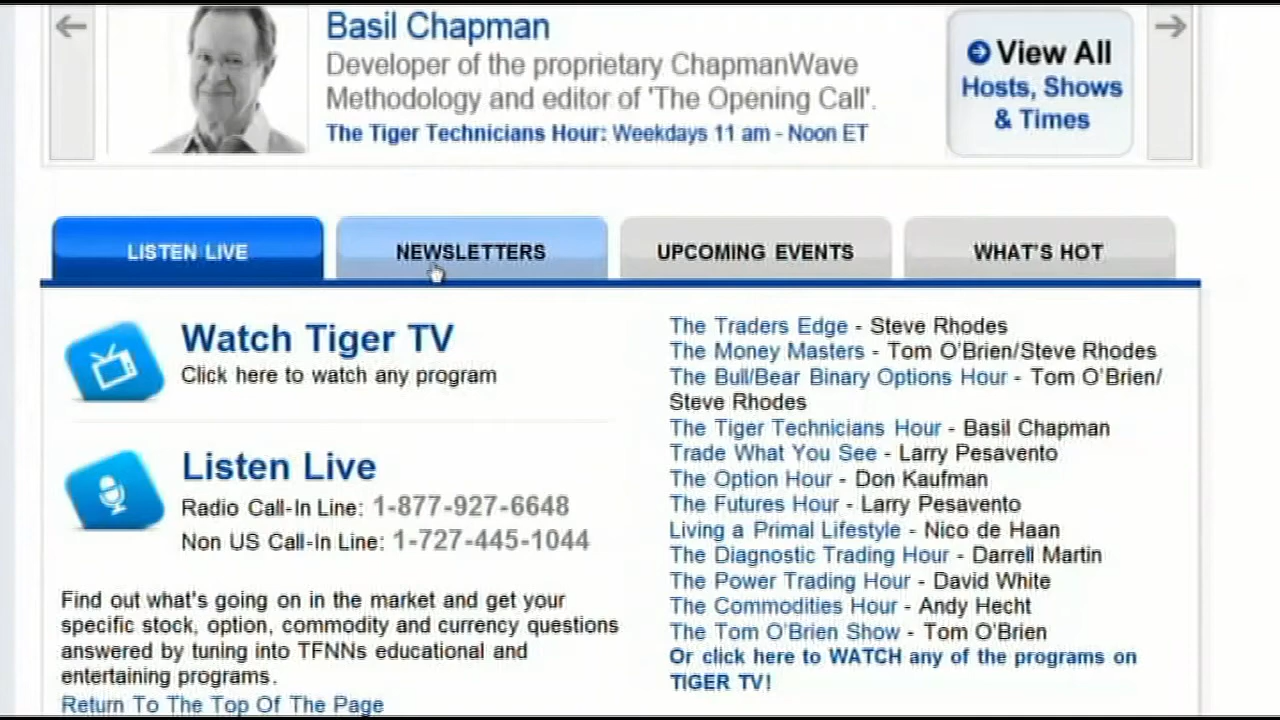 Basil Chapman
Developer of the proprietary ChapmanWave
Methodology and editor of 'The Opening Call'.
The Tiger Technicians Hour: Weekdays 11 am - Noon ET
View All
Hosts, Shows
& Times
LISTEN LIVE
NEWSLETTERS
UPCOMING EVENTS
WHAT'S HOT
Watch Tiger TV
Click here to watch any program
Listen Live
Radio Call-In Line: 1-877-927-6648
Non US Call-In Line: 1-727-445-1044
Find out what's going on in the market and get your
specific stock, option, commodity and currency questions
answered by tuning into TFNNs educational and
entertaining programs.
Return To The Top Of The Page
The Traders Edge - Steve Rhodes
The Money Masters - Tom O'Brien/Steve Rhodes
The Bull/Bear Binary Options Hour - Tom O'Brien/
Steve Rhodes
The Tiger Technicians Hour - Basil Chapman
Trade What You See - Larry Pesavento
The Option Hour - Don Kaufman
The Futures Hour - Larry Pesavento
Living a Primal Lifestyle - Nico de Haan
The Diagnostic Trading Hour - Darrell Martin
The Power Trading Hour - David White
The Commodities Hour - Andy Hecht
The Tom O'Brien Show - Tom O'Brien
Or click here to WATCH any of the programs on
TIGER TV!